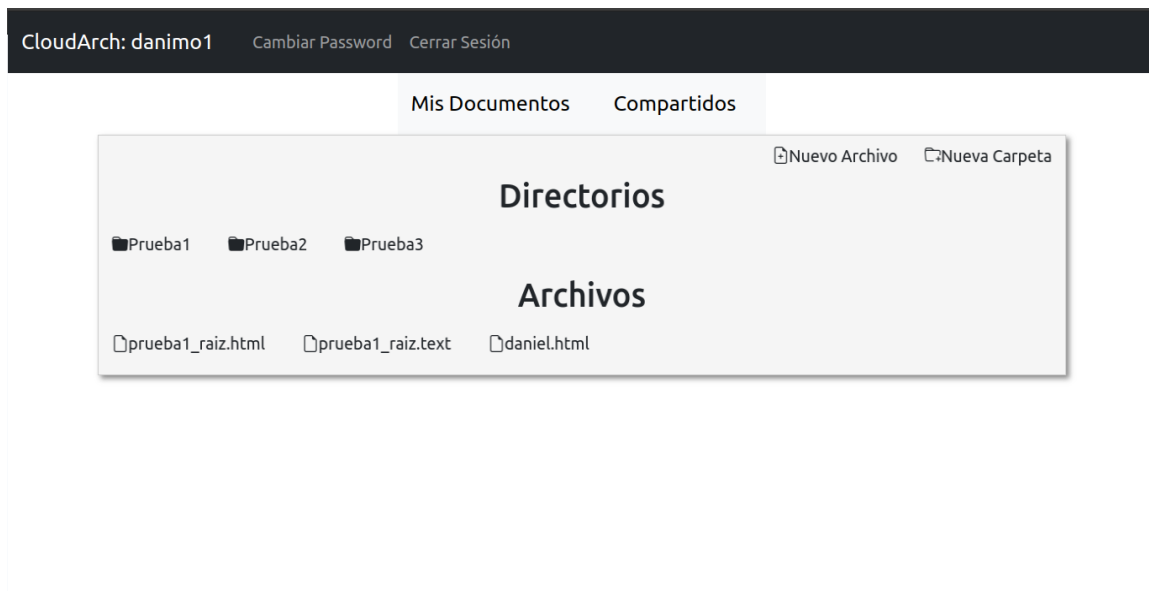 CloudArch: danimo1 Cambiar Password Cerrar Sesión
Mis Documentos Compartidos
Nuevo Archivo Nueva Carpeta
Directorios
Prueba1 Prueba2 Prueba3
Archivos
prueba1_raiz.html prueba1_raiz.text daniel.html